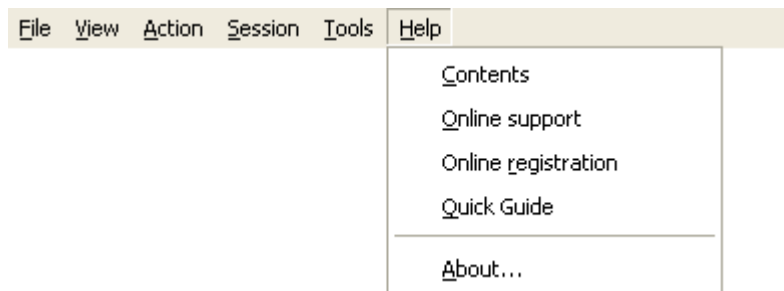 File View Action Session Tools Help
Contents
Online support
Online registration
Quick Guide
About...